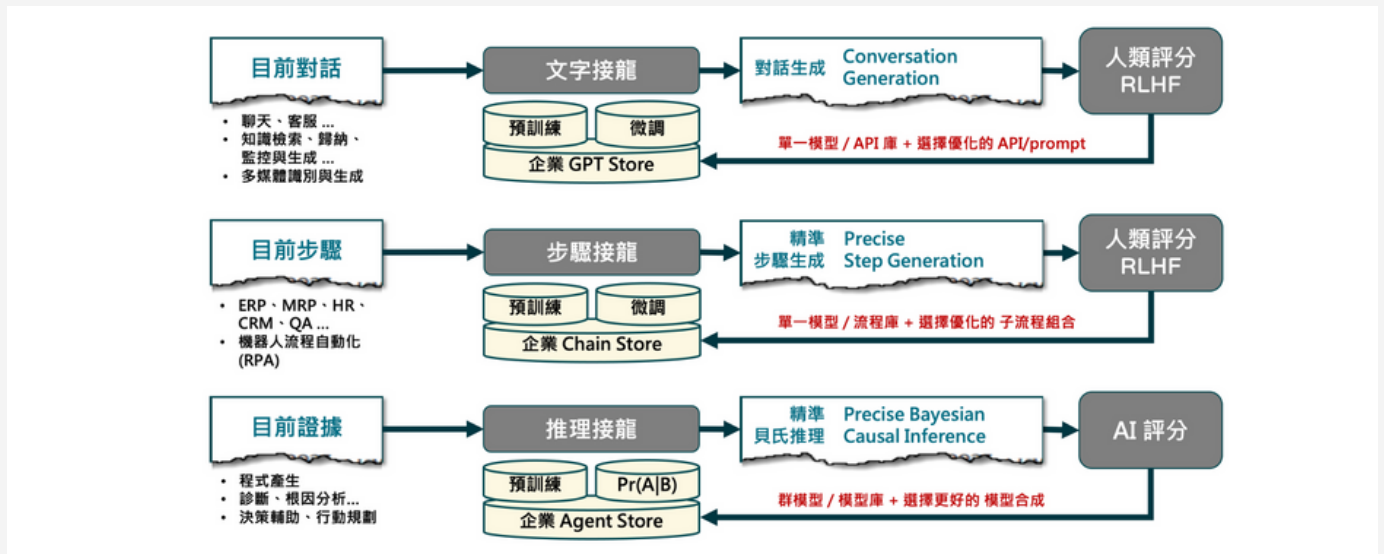 目前對話
文字接龍
對話生成 Conversation
Generation
人類評分
RLHF
• 聊天、客服 ...
• 知識檢索、歸納、
監控與生成 ...
• 多媒體識別與生成
預訓練
微調
企業 GPT Store
單一模型 / API 庫 + 選擇優化的 API/prompt
目前步驟
步驟接龍
精準 Precise
步驟生成 Step Generation
人類評分
RLHF
• ERP、MRP、HR、
CRM、QA ...
• 機器人流程自動化
(RPA)
預訓練
微調
企業 Chain Store
單一模型 / 流程庫 + 選擇優化的 子流程組合
目前證據
推理接龍
精準 Precise Bayesian
貝氏推理 Causal Inference
AI 評分
• 程式產生
• 診斷、根因分析...
• 決策輔助、行動規劃
預訓練
Pr(A|B)
企業 Agent Store
群模型 / 模型庫 + 選擇更好的 模型合成